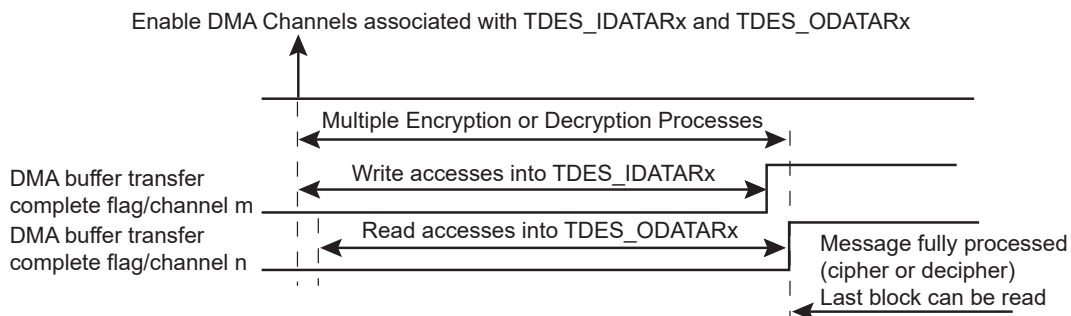 Enable DMA Channels associated with TDES_IDATARx and TDES_ODATARx
Multiple Encryption or Decryption Processes
DMA buffer transfer
complete flag/channel m
Write accesses into TDES_IDATARx
DMA buffer transfer
complete flag/channel n
Read accesses into TDES_ODATARx
Message fully processed
(cipher or decipher)
Last block can be read